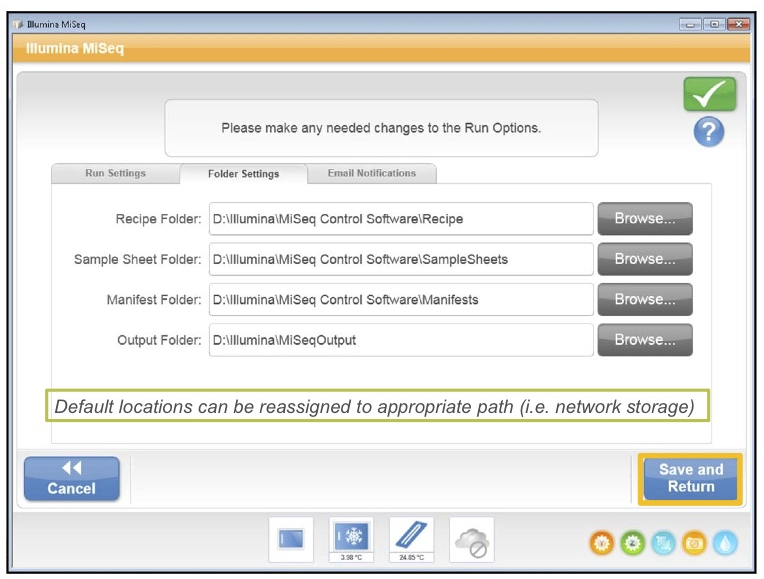 Illumina MiSeq
Illumina MiSeq
Please make any needed changes to the Run Options.
Run Settings
Folder Settings
Email Notifications
Recipe Folder: D:\Illumina\MiSeq Control Software\Recipe Browse...
Sample Sheet Folder: D:\Illumina\MiSeq Control Software\SampleSheets Browse...
Manifest Folder: D:\Illumina\MiSeq Control Software\Manifests Browse...
Output Folder: D:\Illumina\MiSeqOutput Browse...
Default locations can be reassigned to appropriate path (i.e. network storage)
Cancel
Save and
Return
3.98 °C
24.85 °C